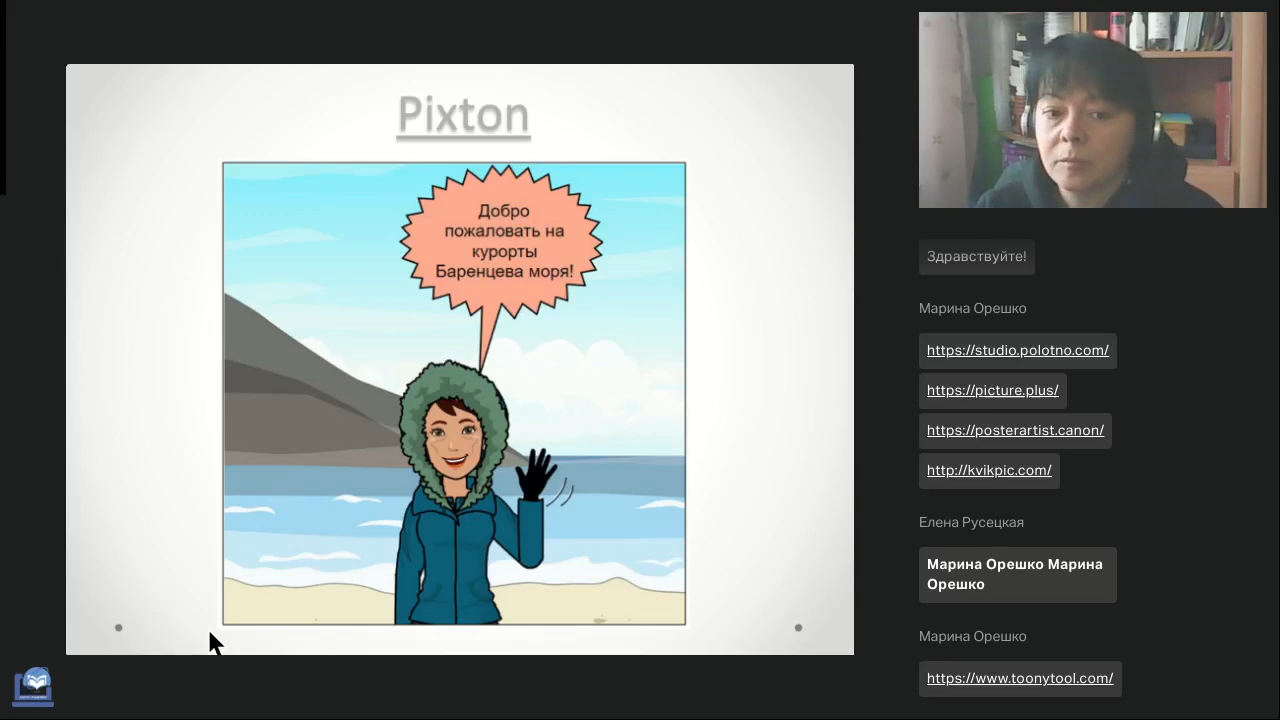 Pixton
Добро
пожаловать на
курорты
Баренцева моря!
Здравствуйте!
Марина Орешко
https://studio.polotno.com/
https://picture.plus/
https://posterartist.canon/
http://kvikpic.com/
Елена Русецкая
Марина Орешко Марина
Орешко
Марина Орешко
https://www.toonytool.com/